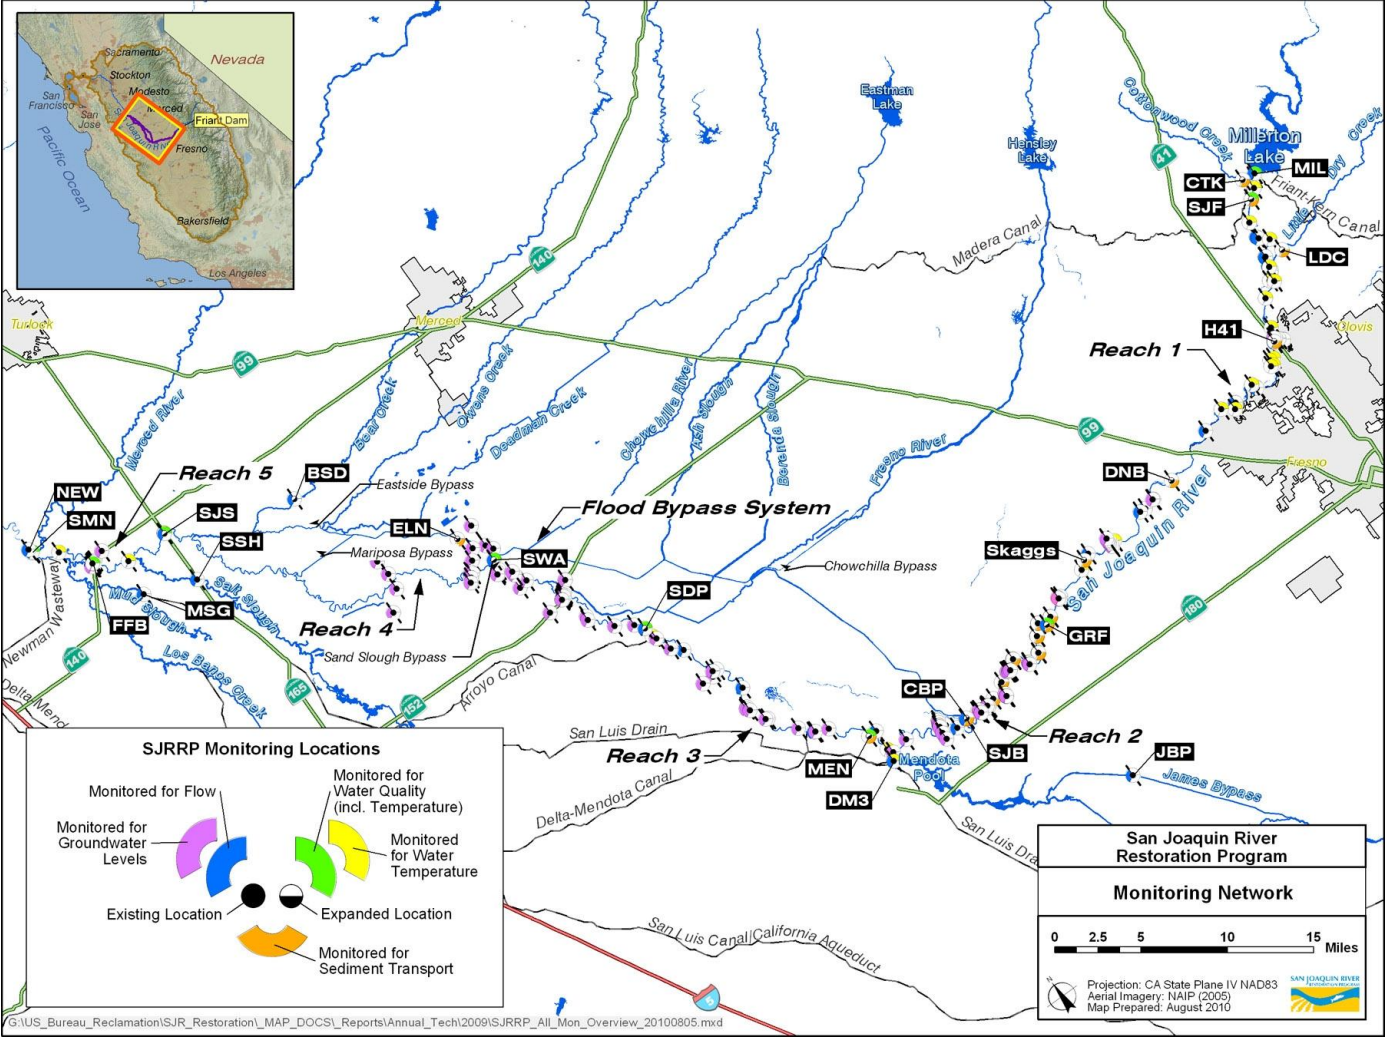 Nevada
Sacramento
Stockton
Modesto
San
Francisco
San
Jose
Merced
Friant Dam
Fresno
Pacific Ocean
Bakersfield
Los Angeles
Eastman
Lake
Hensley
Lake
Cottonwood Creek
Millerton
Lake
MIL
CTK
SJF
Friant-Kern Canal
Little Dry Creek
LDC
41
140
Madera Canal
Turlock
Merced
99
H41
Clovis
Reach 1
Merced River
Bear Creek
Owens Creek
Deadman Creek
Chowchilla River
Ash Slough
Berenda Slough
Fresno River
99
Fresno
DNB
San Joaquin River
Reach 5
BSD
Eastside Bypass
NEW
SMN
SJS
SSH
ELN
Flood Bypass System
Mariposa Bypass
SWA
Chowchilla Bypass
Skaggs
SDP
180
GRF
Newman Wasteway
Mud Slough
MSG
Salt Slough
FFB
Reach 4
Sand Slough Bypass
Los Banos Creek
140
165
152
Arroyo Canal
Delta-Mend
CBP
San Luis Drain
Reach 3
Reach 2
MEN
Mendota
Pool
SJB
JBP
James Bypass
DM3
Delta-Mendota Canal
San Luis Dra
San Luis Canal/California Aqueduct
5
SJRRP Monitoring Locations
Monitored for Flow
Monitored for
Water Quality
(incl. Temperature)
Monitored for
Groundwater
Levels
Monitored
for Water
Temperature
Existing Location
Expanded Location
Monitored for
Sediment Transport
San Joaquin River
Restoration Program
Monitoring Network
0 2.5 5 10 15
Miles
N
Projection: CA State Plane IV NAD83
Aerial Imagery: NAIP (2005)
Map Prepared: August 2010
SAN JOAQUIN RIVER
RESTORATION PROGRAM
G:\US_Bureau_Reclamation\SJR_Restoration\_MAP_DOCS\_Reports\Annual_Tech\2009\SJRRP_All_Mon_Overview_20100805.mxd